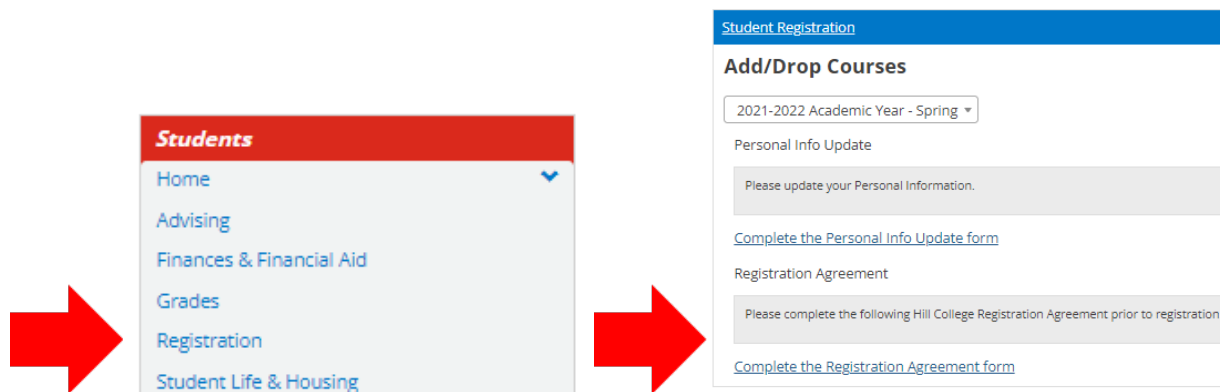 Students
Home
Advising
Finances & Financial Aid
Grades
Registration
Student Life & Housing
Student Registration
Add/Drop Courses
2021-2022 Academic Year - Spring
Personal Info Update
Please update your Personal Information.
Complete the Personal Info Update form
Registration Agreement
Please complete the following Hill College Registration Agreement prior to registration
Complete the Registration Agreement form